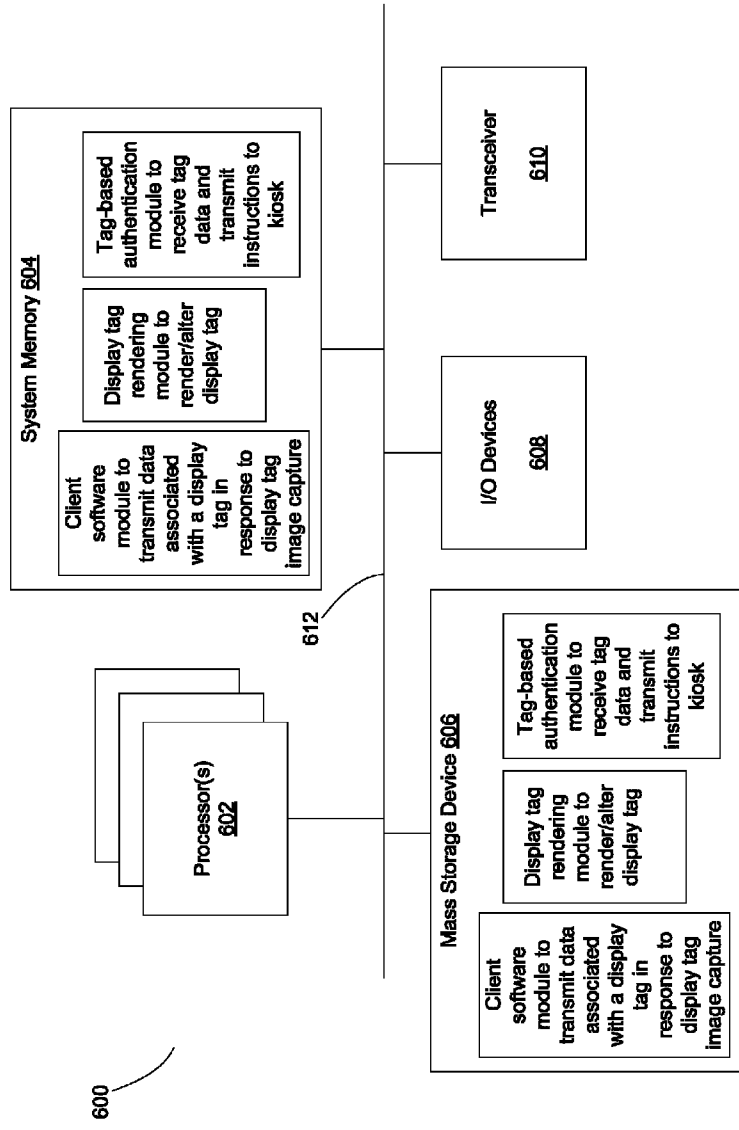 600
Processor(s)
602
612
System Memory 604
Client
software
module to
transmit data
associated
with a display
tag in
response to
display tag
image capture
Display tag
rendering
module to
render/alter
display tag
Tag-based
authentication
module to
receive tag
data and
transmit
instructions to
kiosk
Mass Storage Device 606
Client
software
module to
transmit data
associated
with a display
tag in
response to
display tag
image capture
Display tag
rendering
module to
render/alter
display tag
Tag-based
authentication
module to
receive tag
data and
transmit
instructions to
kiosk
I/O Devices
608
Transceiver
610